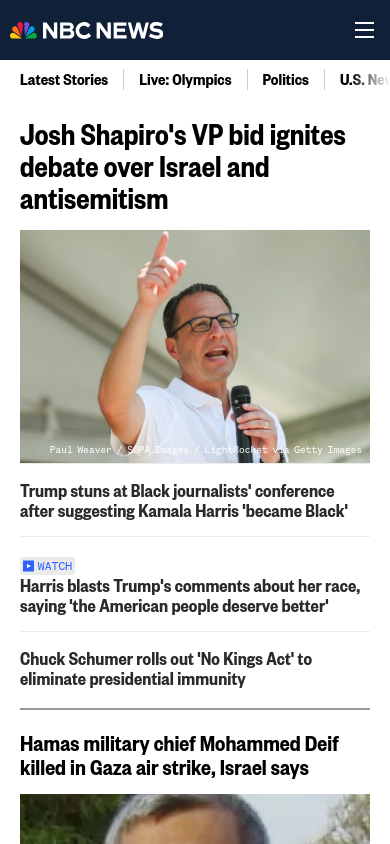 NBC NEWS
Latest Stories
Live: Olympics
Politics
U.S. News
Josh Shapiro's VP bid ignites
debate over Israel and
antisemitism
Paul Weaver / SOPA Images / LightRocket via Getty Images
Trump stuns at Black journalists' conference
after suggesting Kamala Harris 'became Black'
WATCH
Harris blasts Trump's comments about her race,
saying 'the American people deserve better'
Chuck Schumer rolls out 'No Kings Act' to
eliminate presidential immunity
Hamas military chief Mohammed Deif
killed in Gaza air strike, Israel says